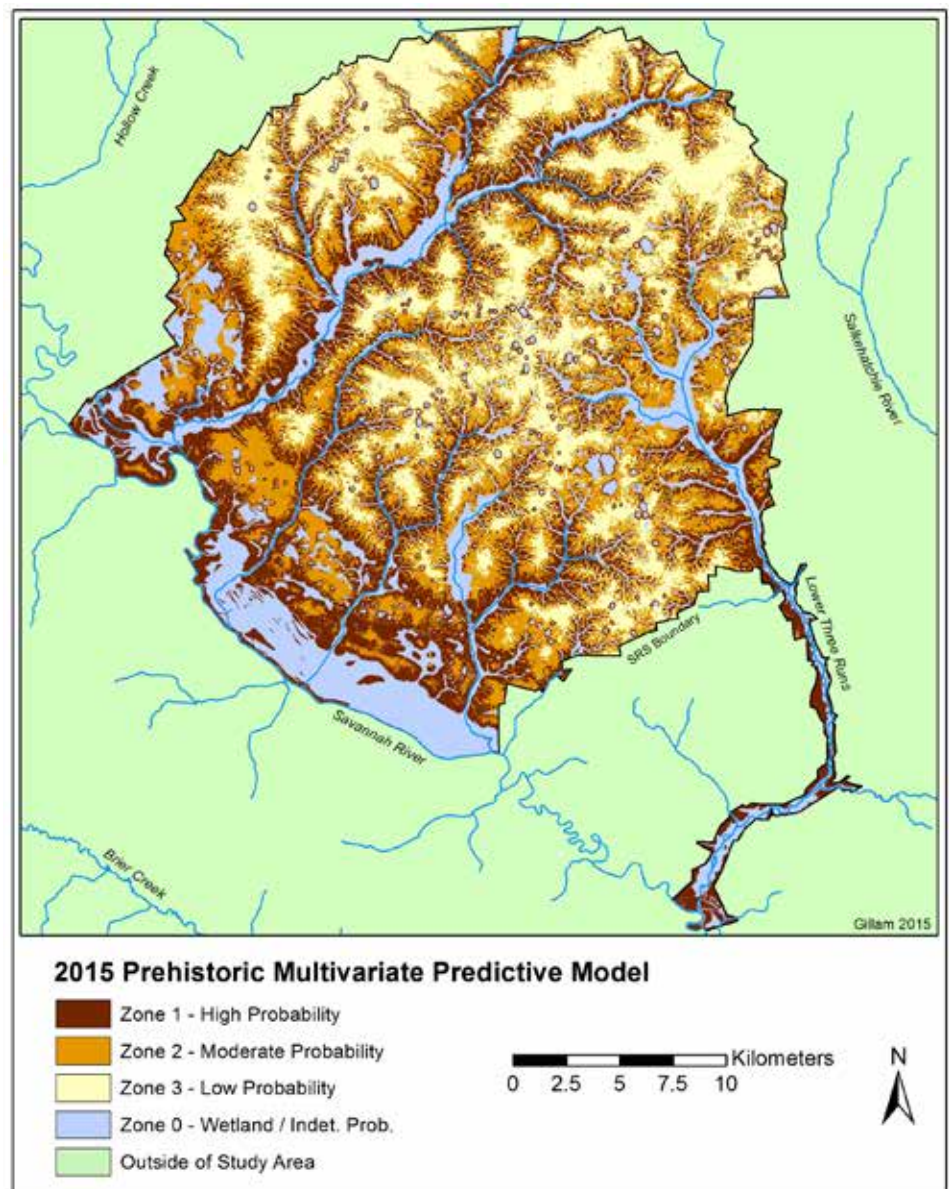 Hollow Creek
Salkehatchie River
Lower Three Runs
SRS Boundary
Savannah River
Brier Creek
Gillam 2015
2015 Prehistoric Multivariate Predictive Model
Zone 1 - High Probability
Zone 2 - Moderate Probability
Zone 3 - Low Probability
Zone 0 - Wetland / Indet. Prob.
Outside of Study Area
Kilometers
0 2.5 5 7.5 10
N